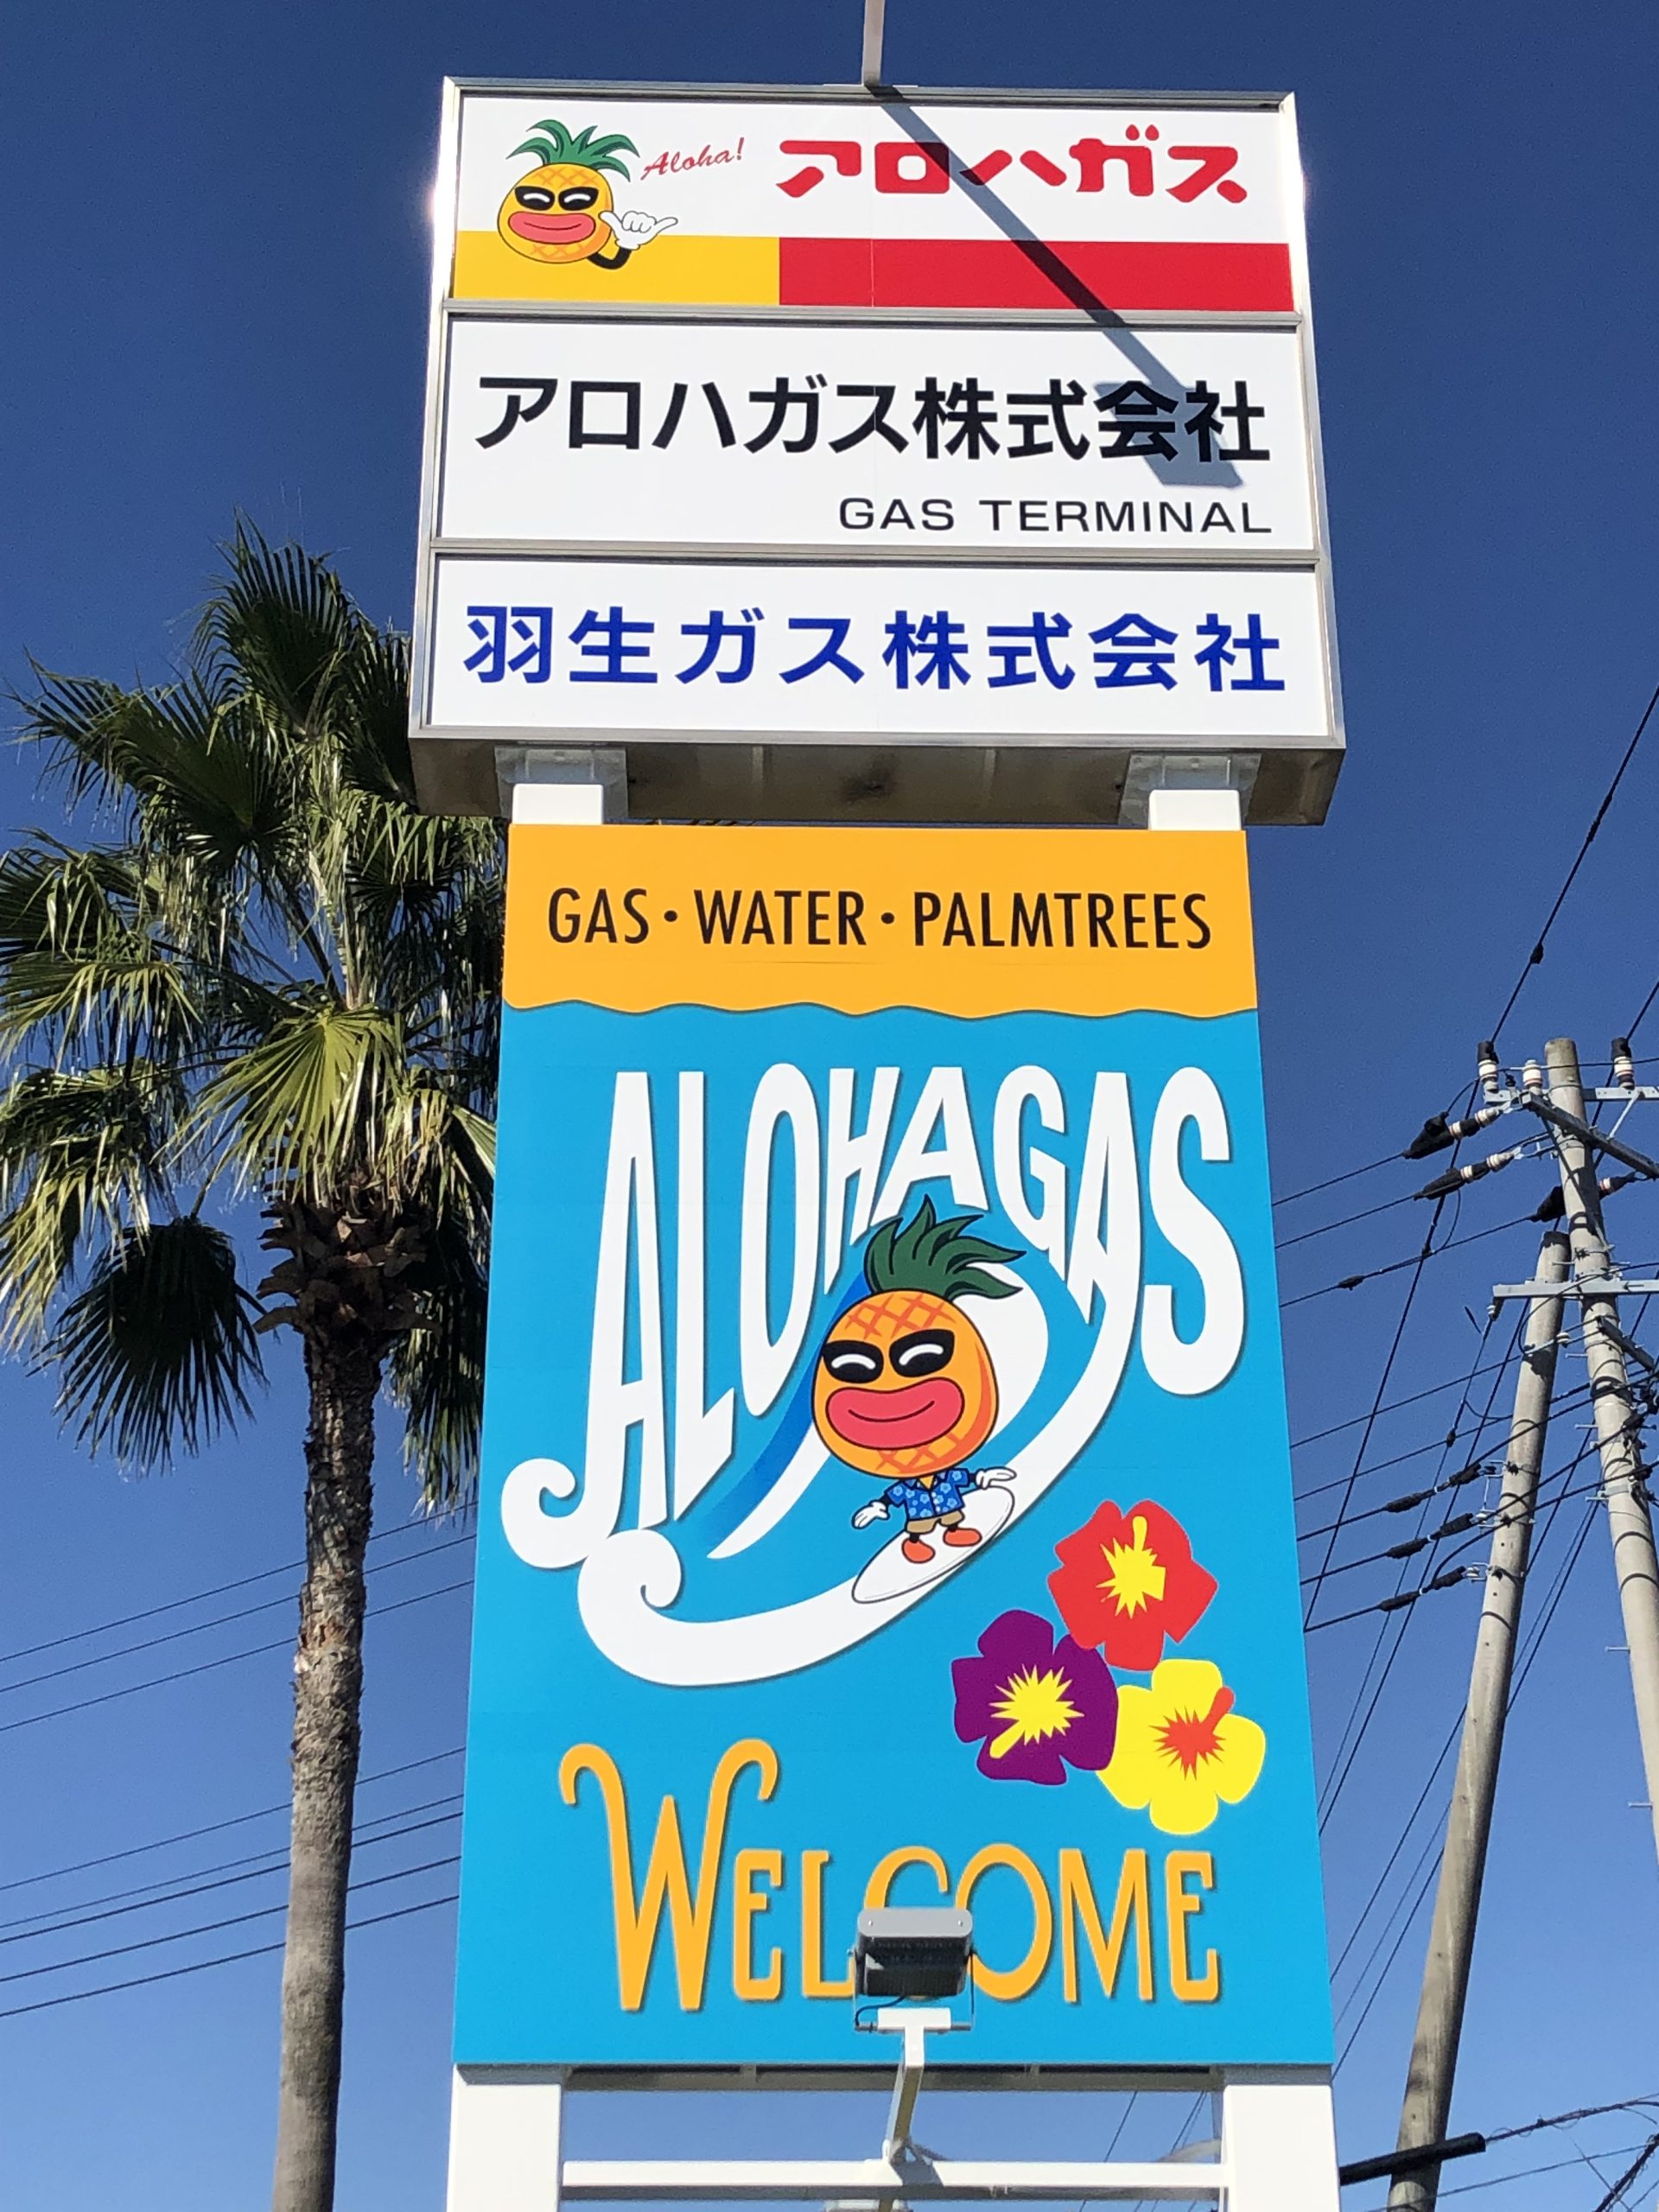 Aloha! アロハガス
アロハガス株式会社
GAS TERMINAL
羽生ガス株式会社
GAS・WATER・PALMTREES
ALOHAGAS
WELCOME